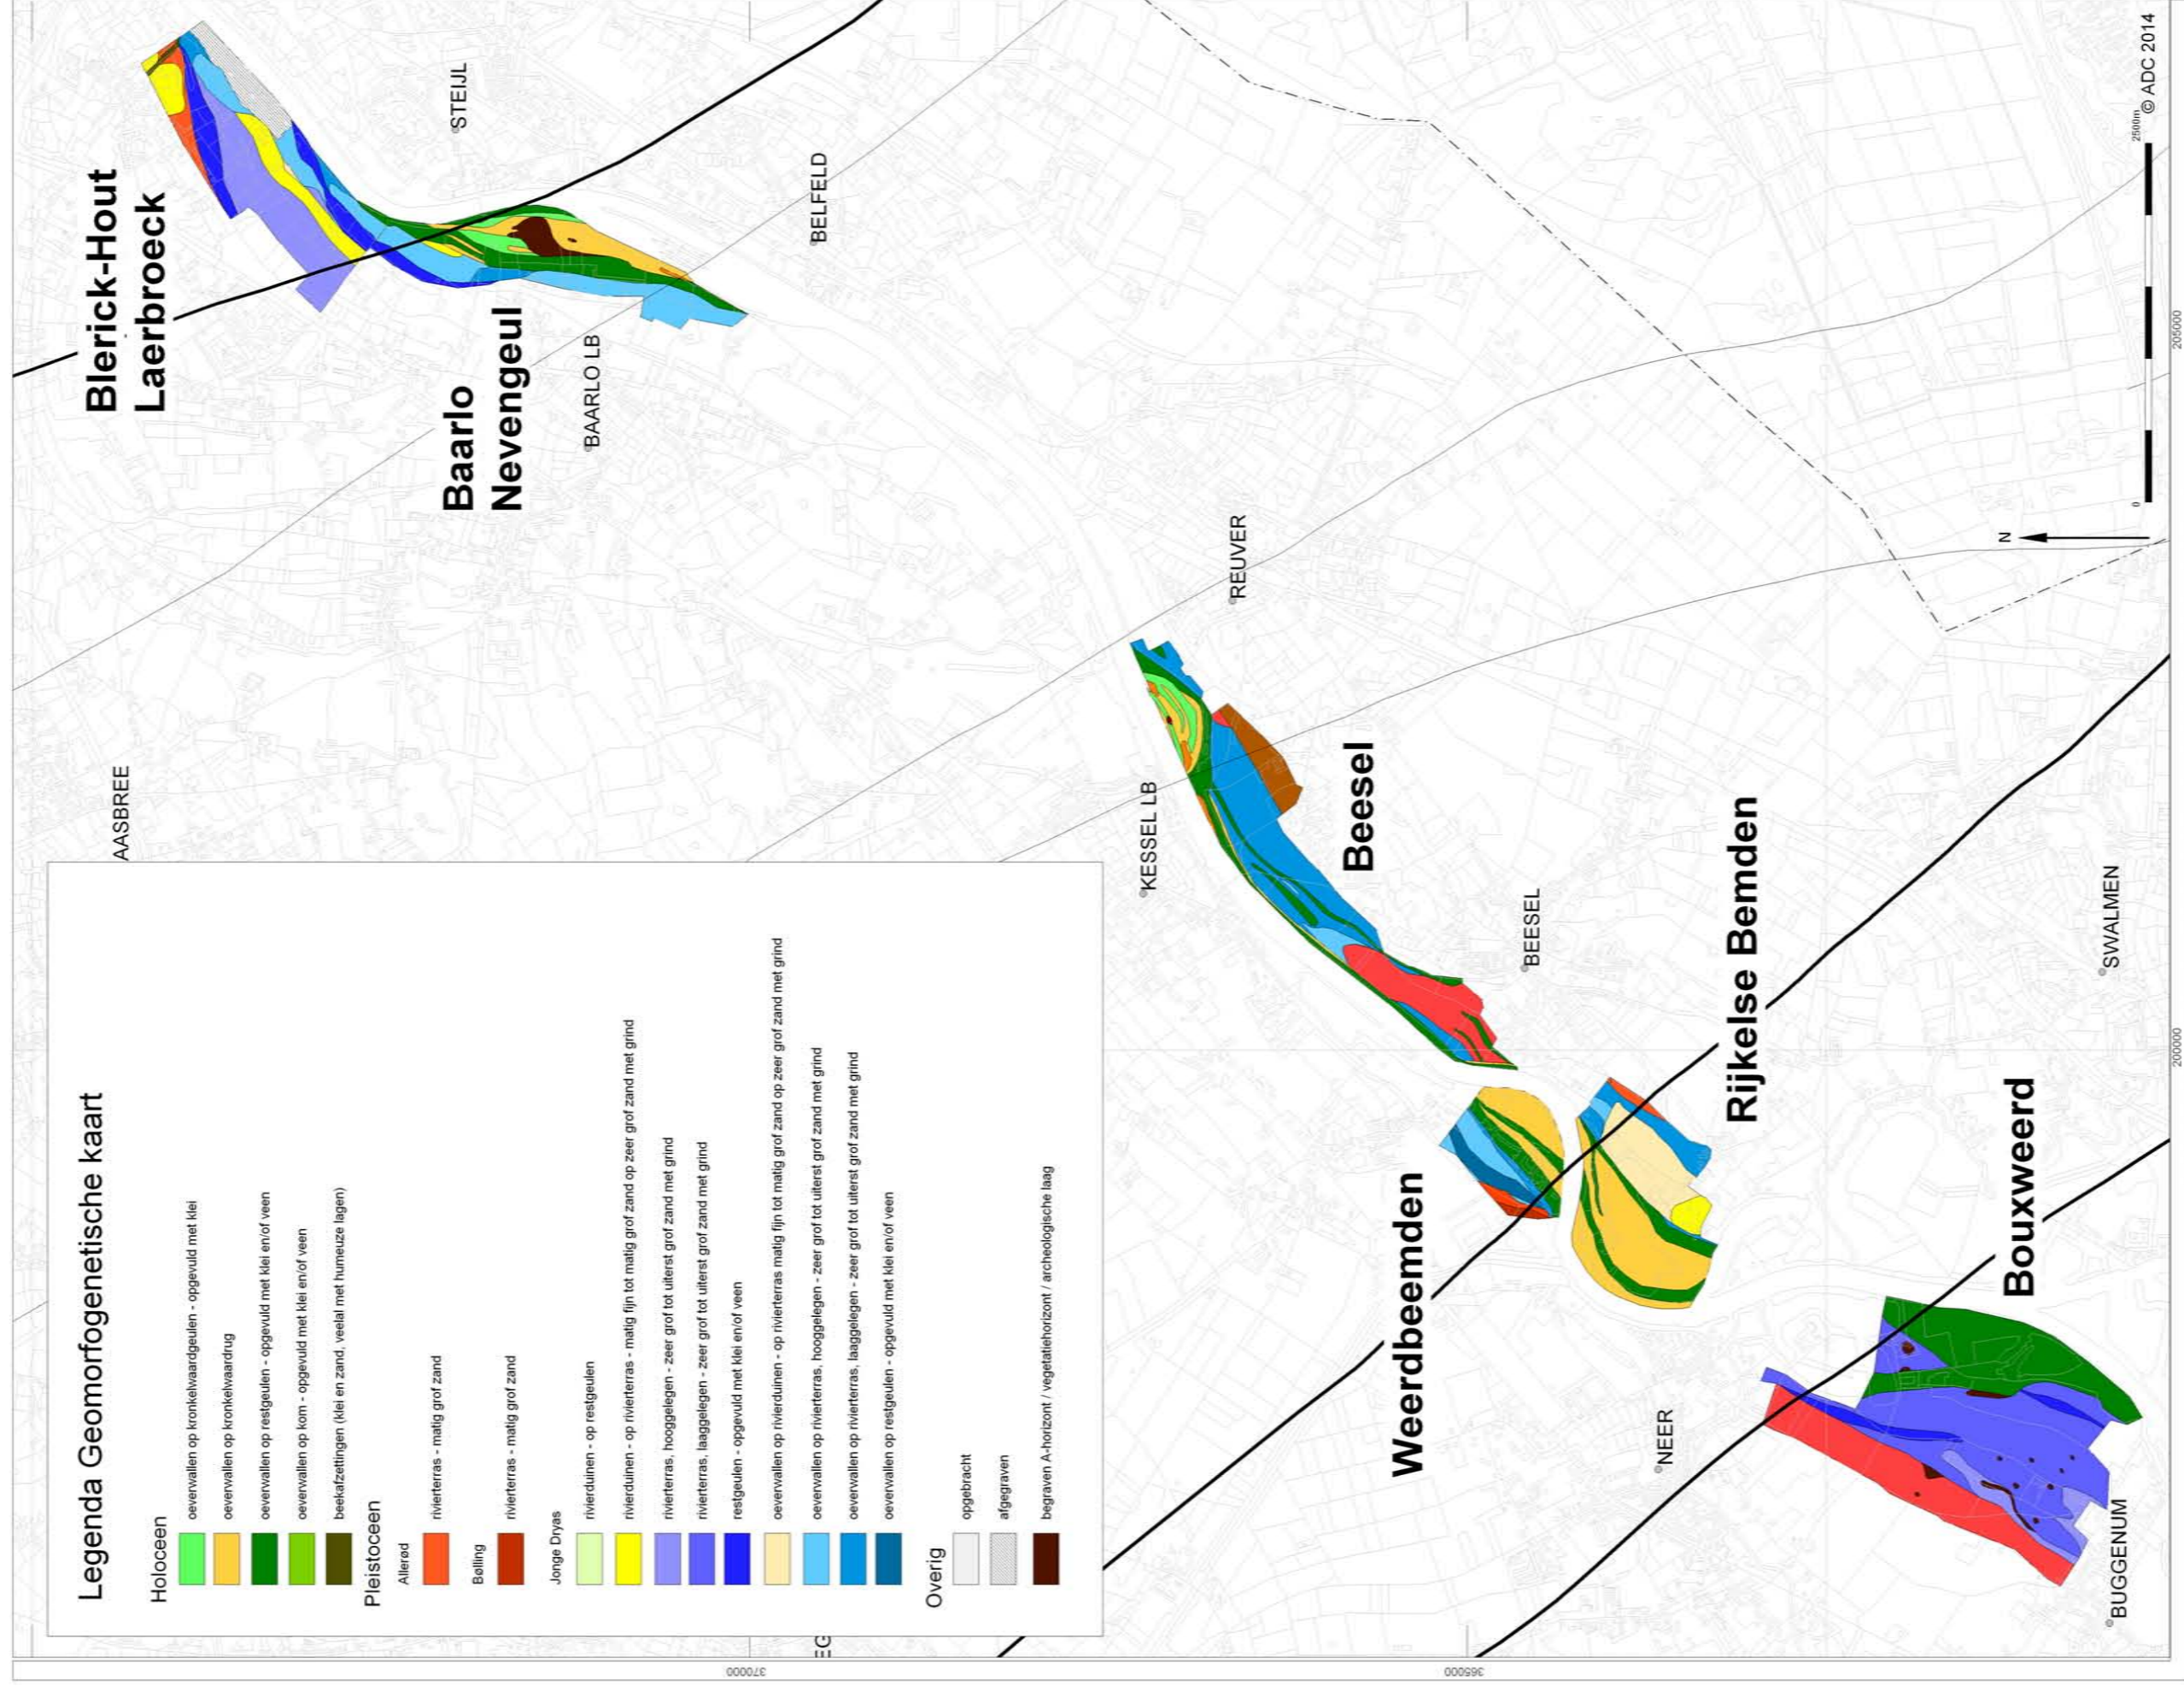 Legenda Geomorfogenetische kaart
Holoceen
oeverwallen op kronkelwaardgeulen - opgevuld met klei
oeverwallen op kronkelwaardrug
oeverwallen op restgeulen - opgevuld met klei en/of veen
oeverwallen op kom - opgevuld met klei en/of veen
beekafzettingen (klei en zand, veelal met humeuze lagen)
Pleistoceen
Allerød
rivierterras - matig grof zand
Bølling
rivierterras - matig grof zand
Jonge Dryas
rivierduinen - op restgeulen
rivierduinen - op rivierterras - matig fijn tot matig grof zand op zeer grof zand met grind
rivierterras, hooggelegen - zeer grof tot uiterst grof zand met grind
rivierterras, laaggelegen - zeer grof tot uiterst grof zand met grind
restgeulen - opgevuld met klei en/of veen
oeverwallen op rivierduinen - op rivierterras matig fijn tot matig grof zand op zeer grof zand met grind
oeverwallen op rivierterras, hooggelegen - zeer grof tot uiterst grof zand met grind
oeverwallen op rivierterras, laaggelegen - zeer grof tot uiterst grof zand met grind
oeverwallen op restgeulen - opgevuld met klei en/of veen
Overig
opgebracht
afgegraven
begraven A-horizont / vegetatiehorizont / archeologische laag
AASBREE
Blerick-Hout
Laerbroeck
STEIJL
Baarlo
Nevengeul
BAARLO LB
BELFELD
EG
KESSEL LB
REUVER
Beesel
BEESEL
Weerdbeemden
Rijkelse Bemden
NEER
Bouxweerd
BUGGENUM
SWALMEN
N
0
2500m
© ADC 2014
370000
365000
200000
205000